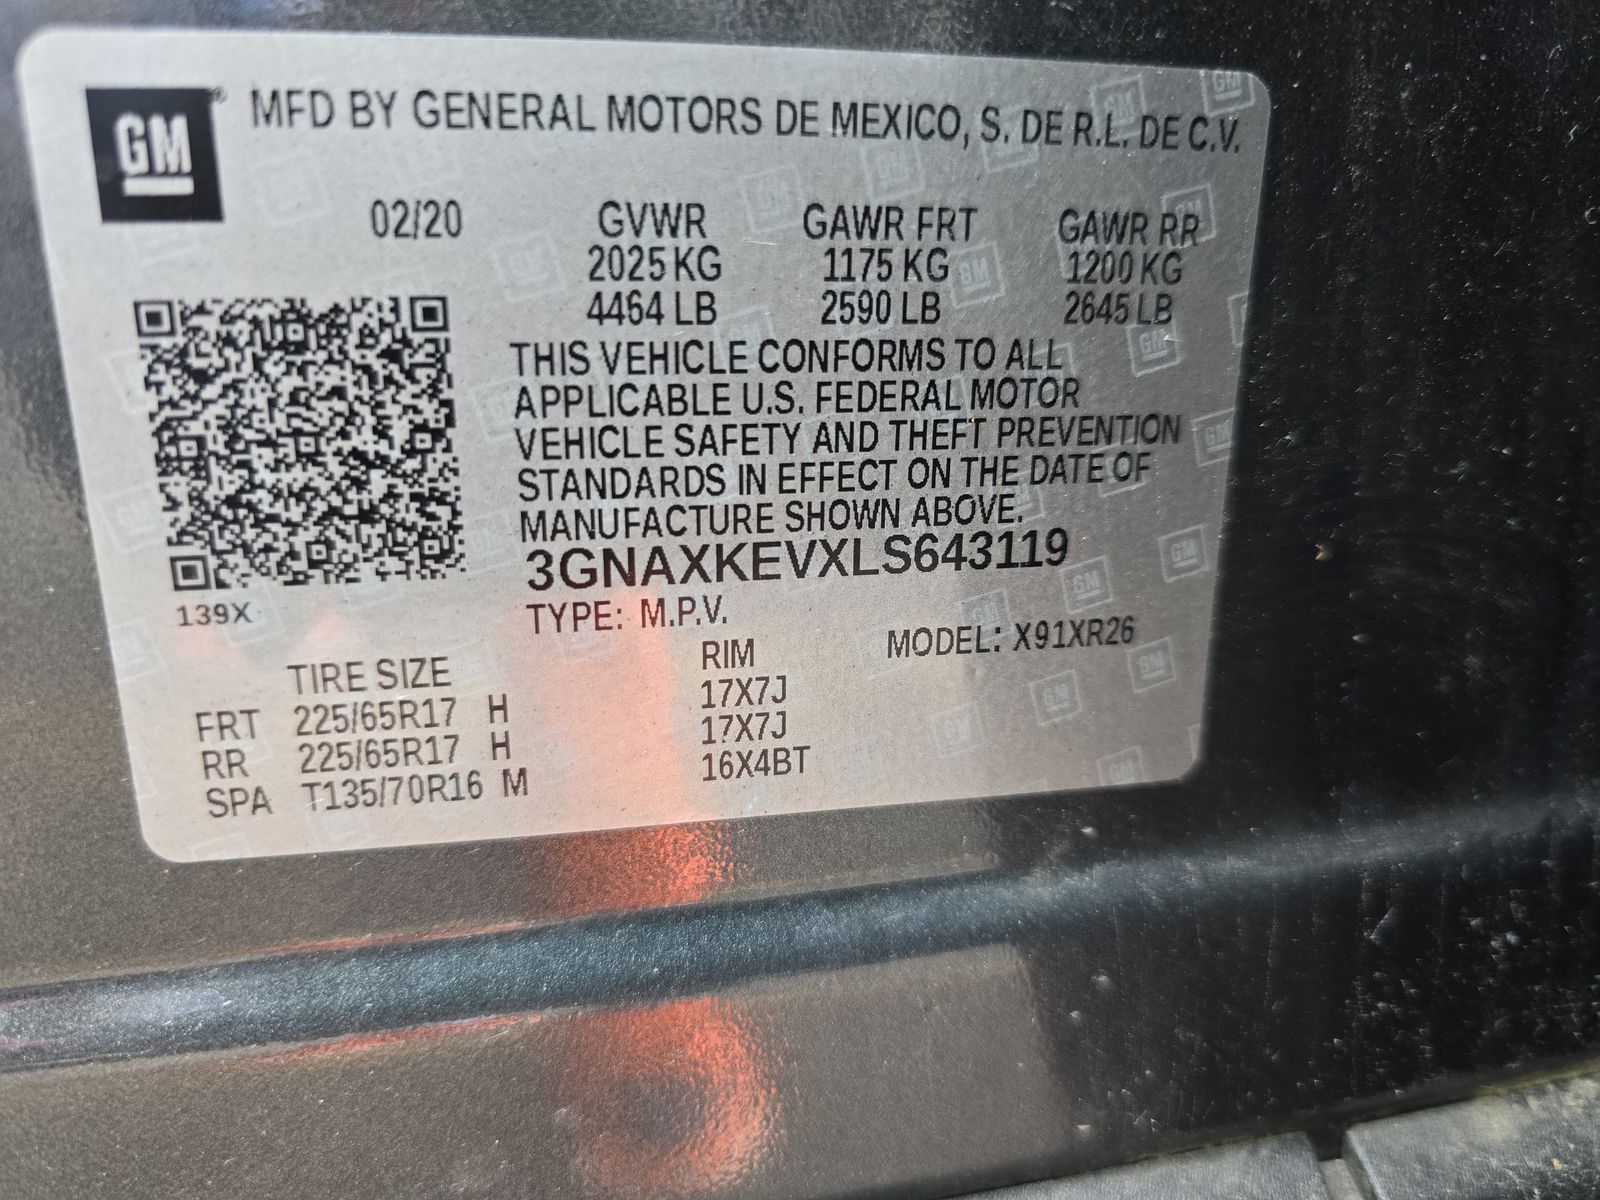 GM
MFD BY GENERAL MOTORS DE MEXICO, S. DE R.L. DE C.V.
02/20 GVWR GAWR FRT GAWR RR
2025 KG 1175 KG 1200 KG
4464 LB 2590 LB 2645 LB
THIS VEHICLE CONFORMS TO ALL
APPLICABLE U.S. FEDERAL MOTOR
VEHICLE SAFETY AND THEFT PREVENTION
STANDARDS IN EFFECT ON THE DATE OF
MANUFACTURE SHOWN ABOVE.
3GNAXKEVXLS643119
139X TYPE: M.P.V. MODEL: X91XR26
TIRE SIZE RIM
FRT 225/65R17 H 17X7J
RR 225/65R17 H 17X7J
SPA T135/70R16 M 16X4BT